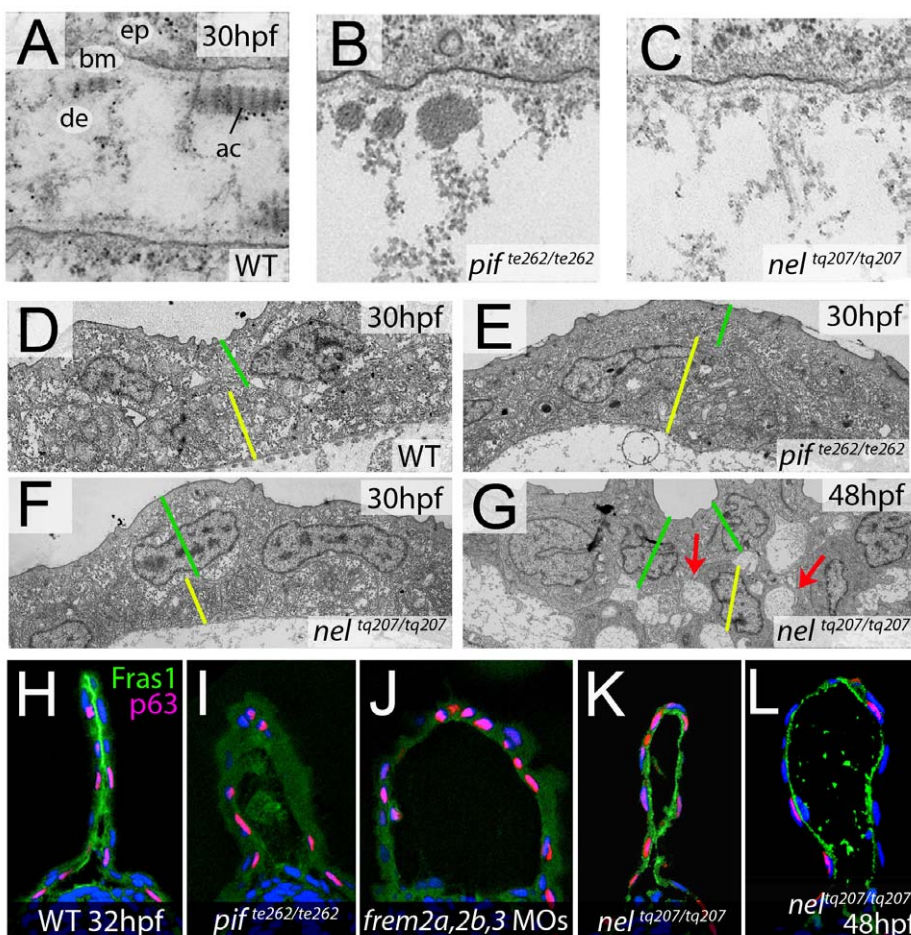 A
ep
30hpf
bm
de
ac
WT
B
pif te262/te262
C
nel tq207/tq207
D
30hpf
WT
E
30hpf
pif te262/te262
F
30hpf
nel tq207/tq207
G
48hpf
nel tq207/tq207
H
Fras1
p63
WT 32hpf
I
pif te262/te262
J
frem2a,2b,3 MOs
K
nel tq207/tq207
L
nel tq207/tq207
48hpf